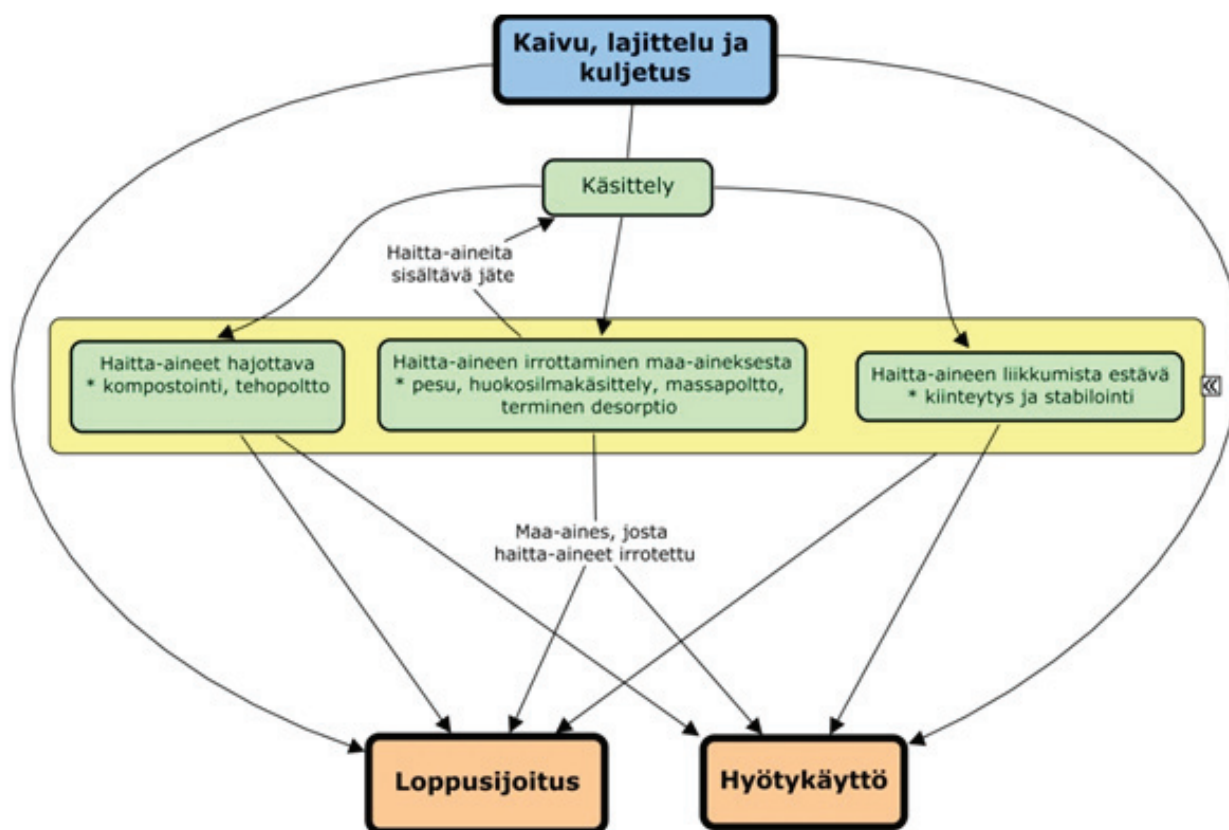 Kaivu, lajittelu ja
kuljetus
Käsittely
Haitta-aineita
sisältävä jäte
Haitta-aineet hajottava
* kompostointi, tehopoltto
Haitta-aineen irrottaminen maa-aineksesta
* pesu, huokosilmakäsittely, massapoltto,
terminen desorptio
Haitta-aineen liikkumista estävä
* kiinteytys ja stabilointi
Maa-aines, josta
haitta-aineet irrotettu
Loppusijoitus
Hyötykäyttö